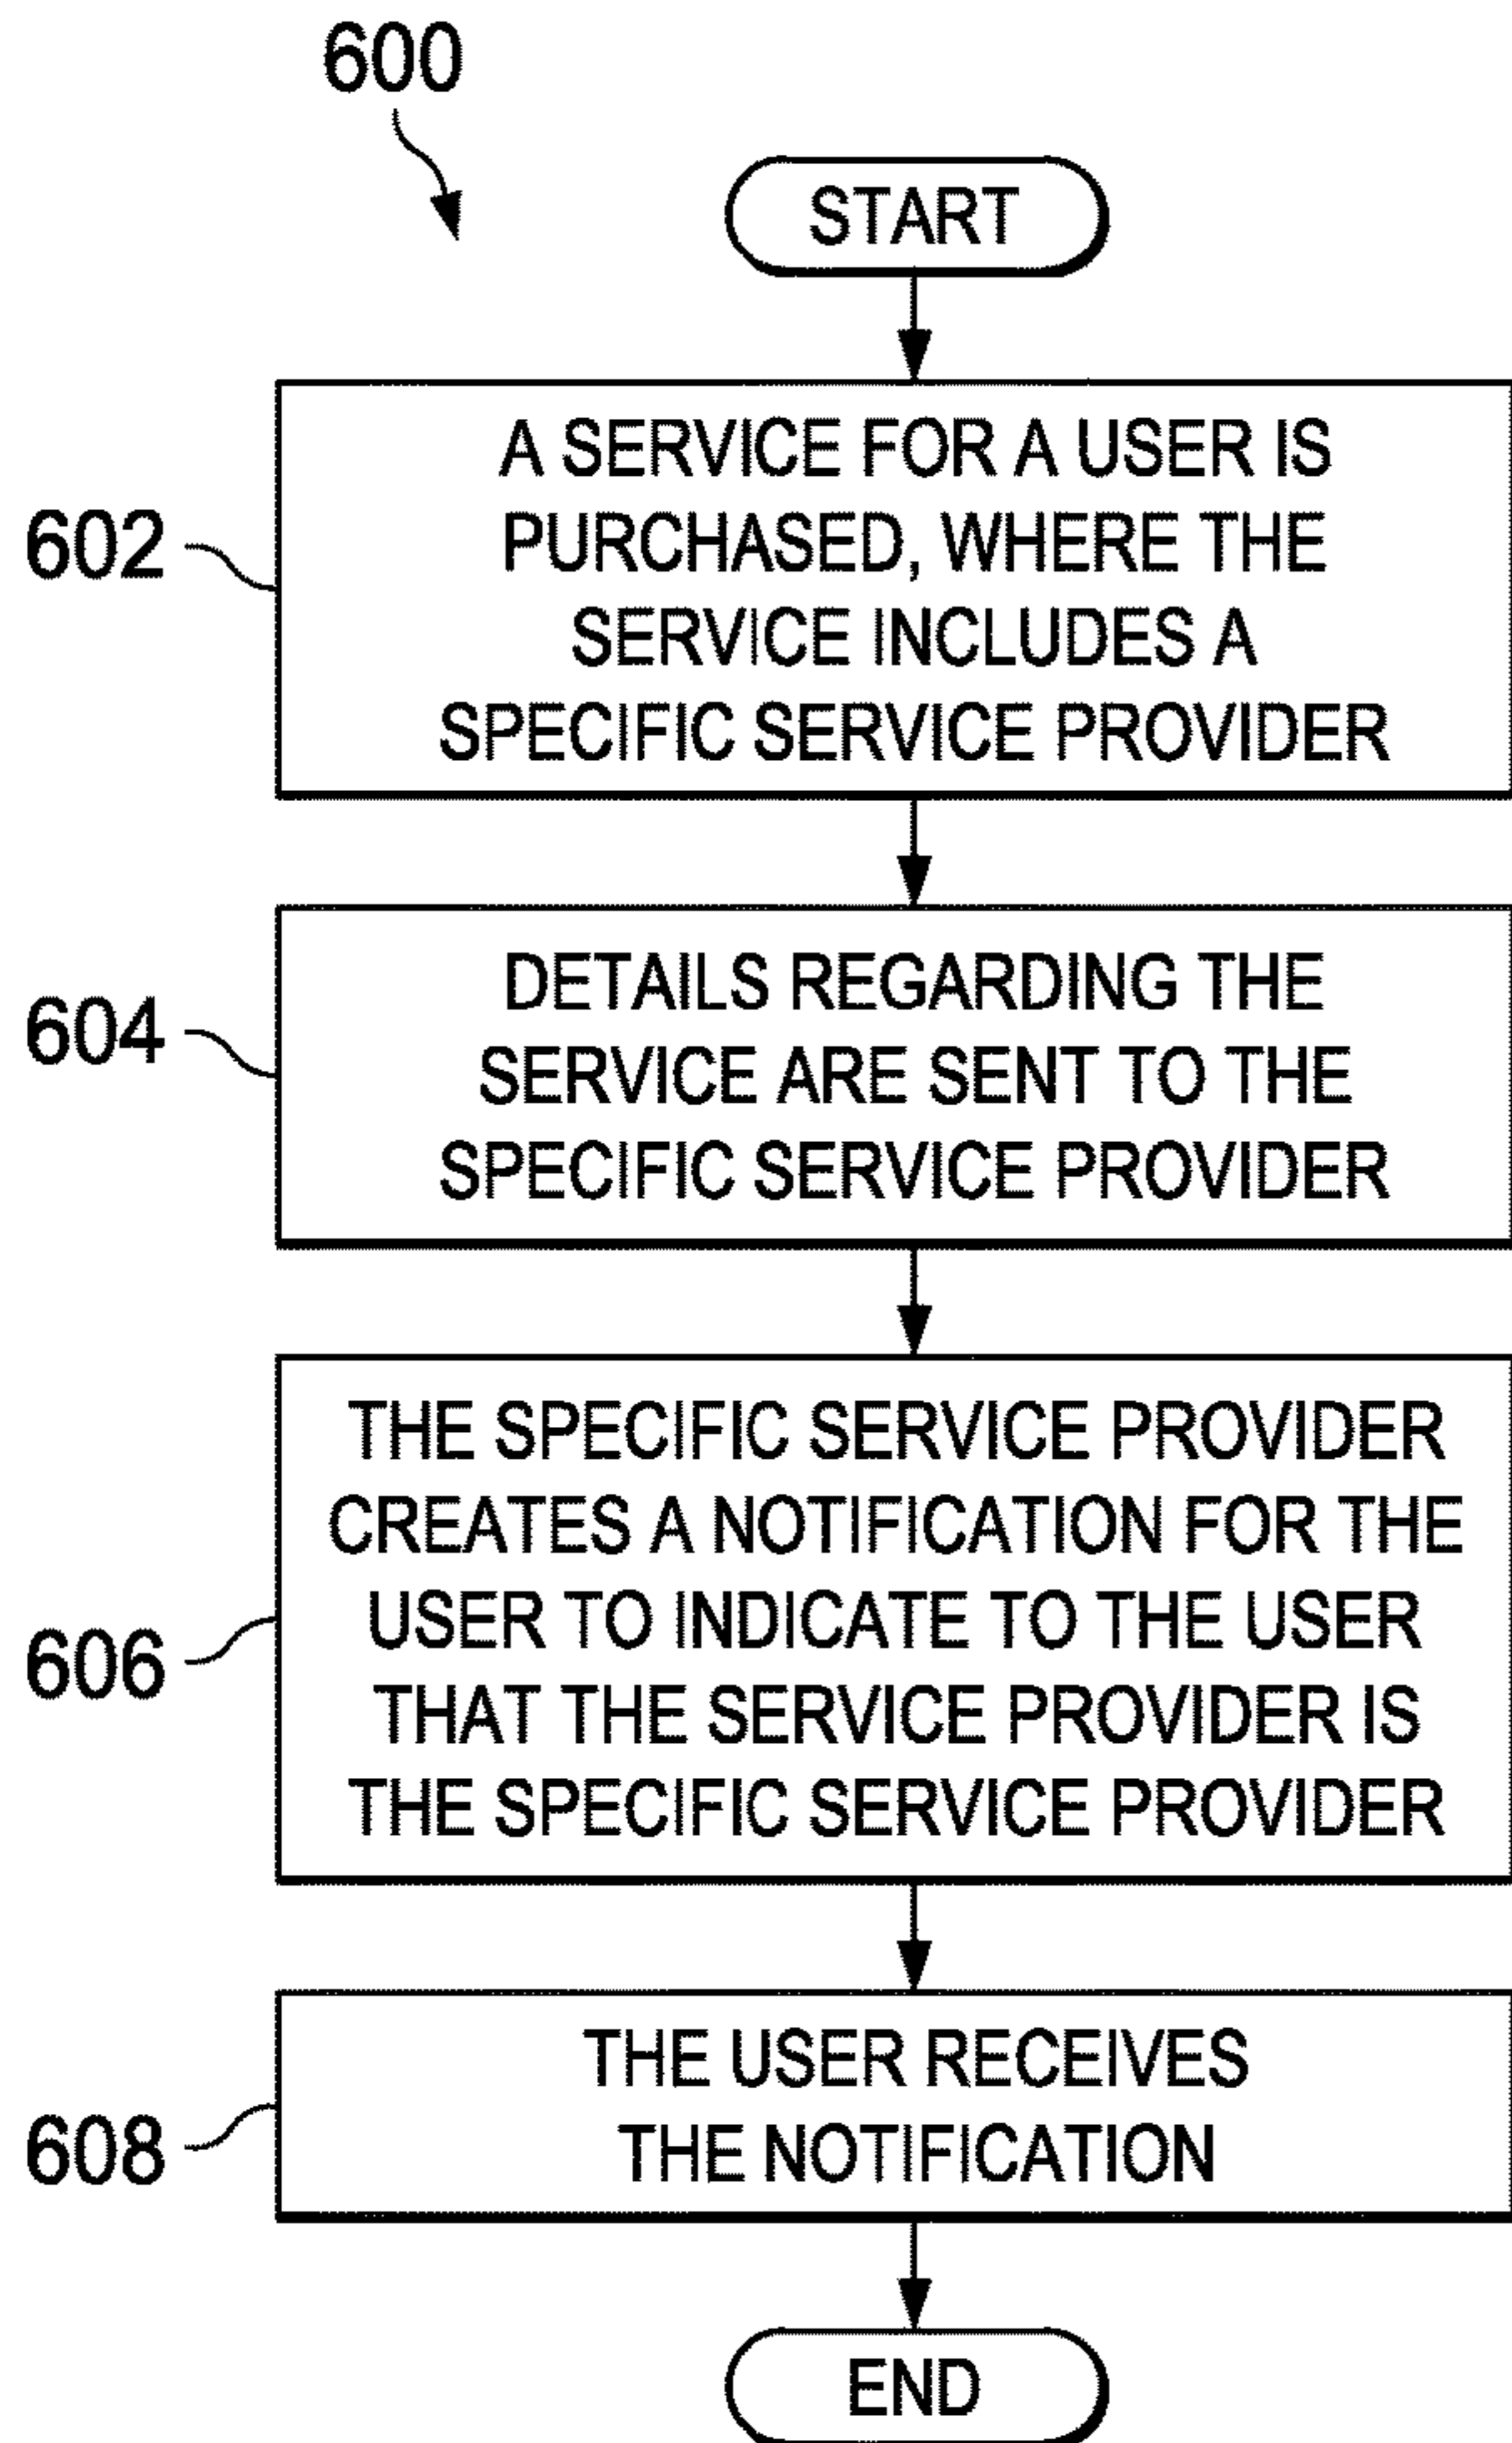 600
START
602
A SERVICE FOR A USER IS
PURCHASED, WHERE THE
SERVICE INCLUDES A
SPECIFIC SERVICE PROVIDER
604
DETAILS REGARDING THE
SERVICE ARE SENT TO THE
SPECIFIC SERVICE PROVIDER
606
THE SPECIFIC SERVICE PROVIDER
CREATES A NOTIFICATION FOR THE
USER TO INDICATE TO THE USER
THAT THE SERVICE PROVIDER IS
THE SPECIFIC SERVICE PROVIDER
608
THE USER RECEIVES
THE NOTIFICATION
END